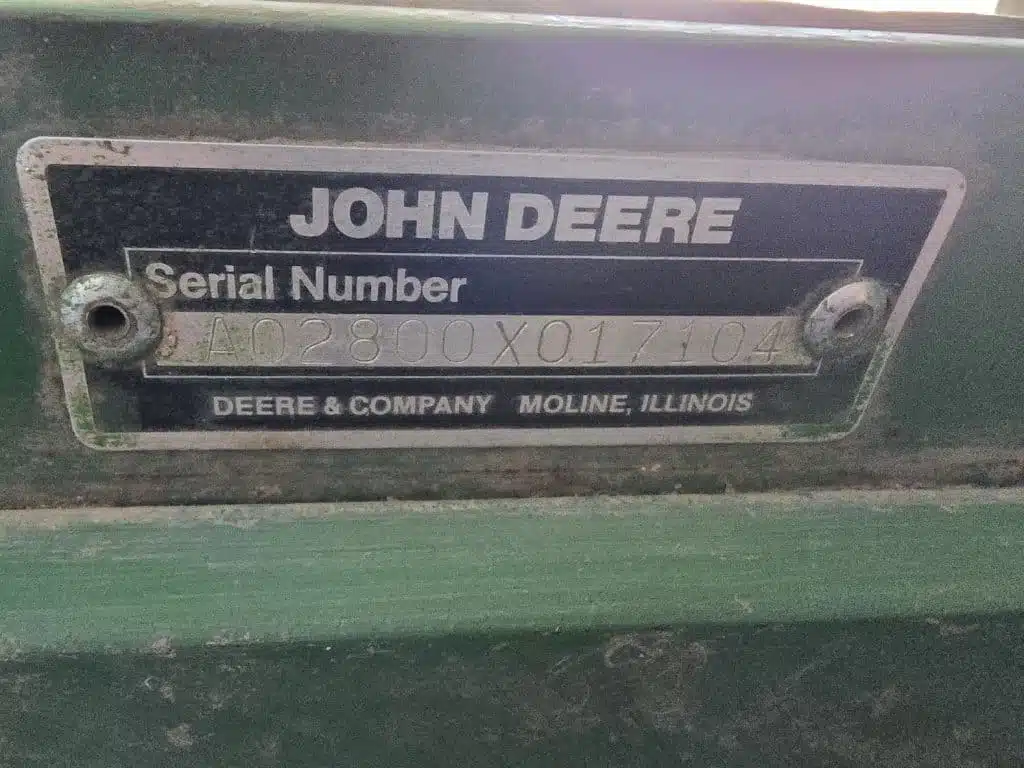 JOHN DEERE
Serial Number
A02800X017104
DEERE & COMPANY MOLINE, ILLINOIS